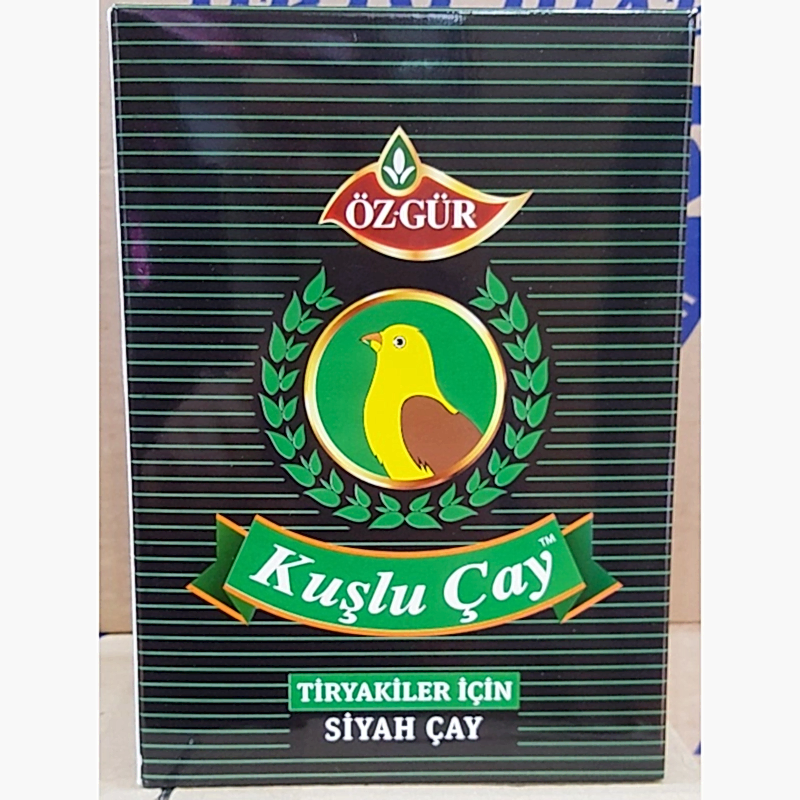 ÖZ-GÜR
Kuşlu Çay™
TİRYAKİLER İÇİN
SİYAH ÇAY